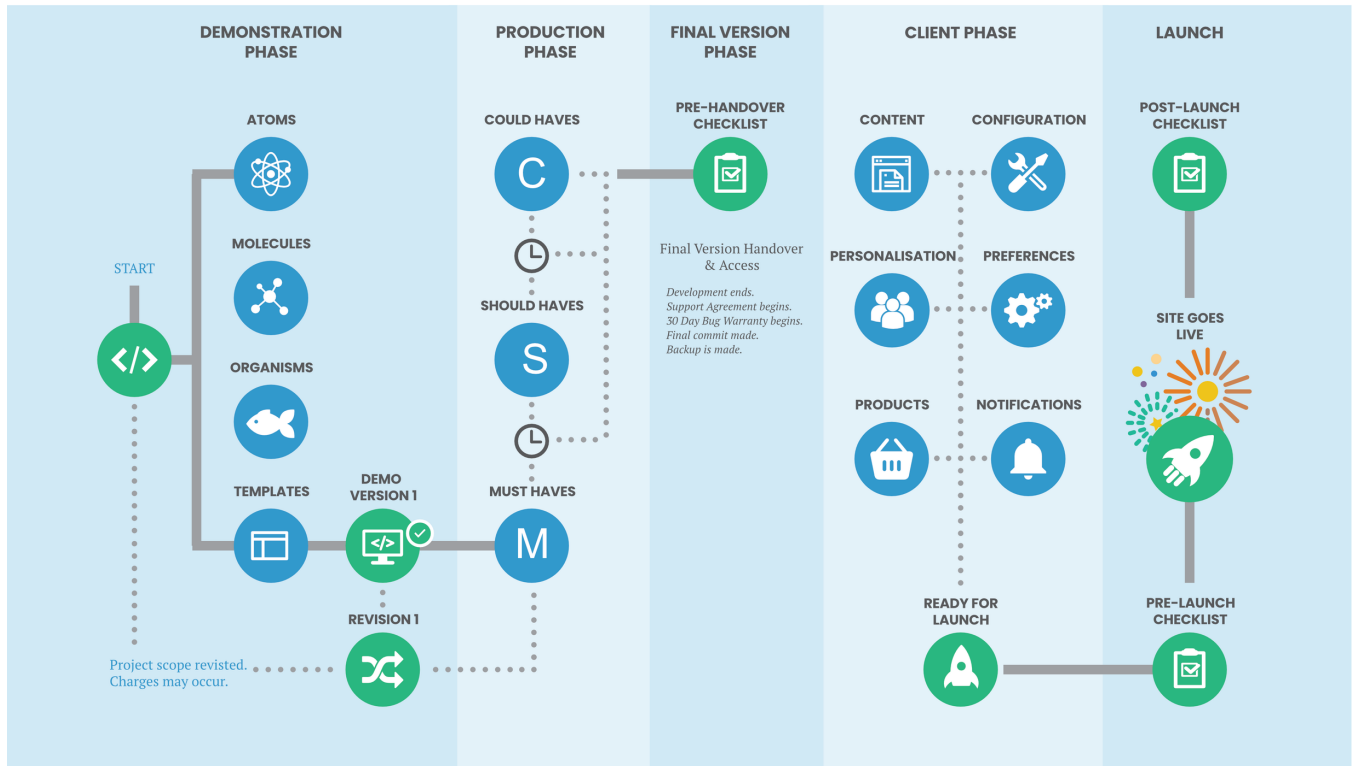 DEMONSTRATION
PHASE
ATOMS
MOLECULES
START
</>
ORGANISMS
TEMPLATES
DEMO
VERSION 1
</>
REVISION 1
Project scope revisted.
Charges may occur.
PRODUCTION
PHASE
COULD HAVES
C
SHOULD HAVES
S
MUST HAVES
M
FINAL VERSION
PHASE
PRE-HANDOVER
CHECKLIST
Final Version Handover
& Access
Development ends.
Support Agreement begins.
30 Day Bug Warranty begins.
Final commit made.
Backup is made.
CLIENT PHASE
CONTENT
CONFIGURATION
PERSONALISATION
PREFERENCES
PRODUCTS
NOTIFICATIONS
READY FOR
LAUNCH
LAUNCH
POST-LAUNCH
CHECKLIST
SITE GOES
LIVE
PRE-LAUNCH
CHECKLIST